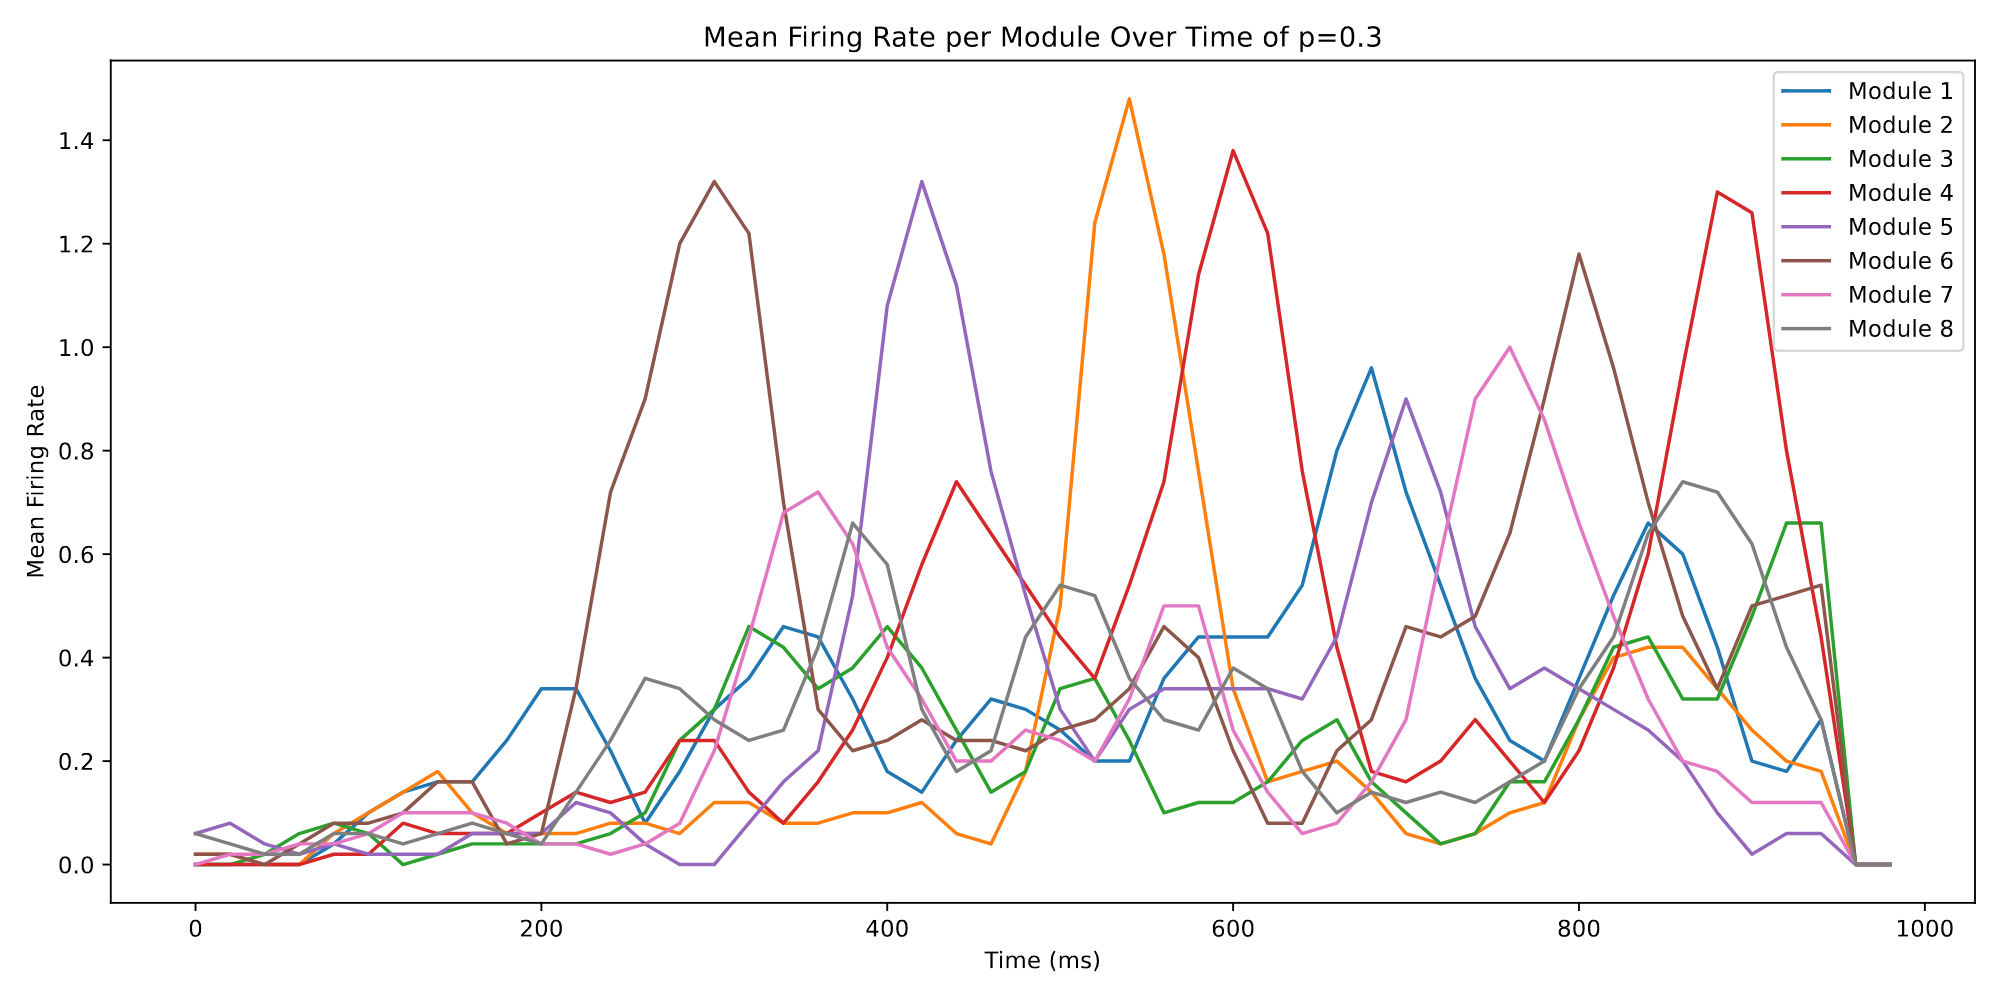 Mean Firing Rate per Module Over Time of p=0.3
Module 1
Module 2
Module 3
Module 4
Module 5
Module 6
Module 7
Module 8
Mean Firing Rate
1.4
1.2
1.0
0.8
0.6
0.4
0.2
0.0
0 200 400 600 800 1000
Time (ms)